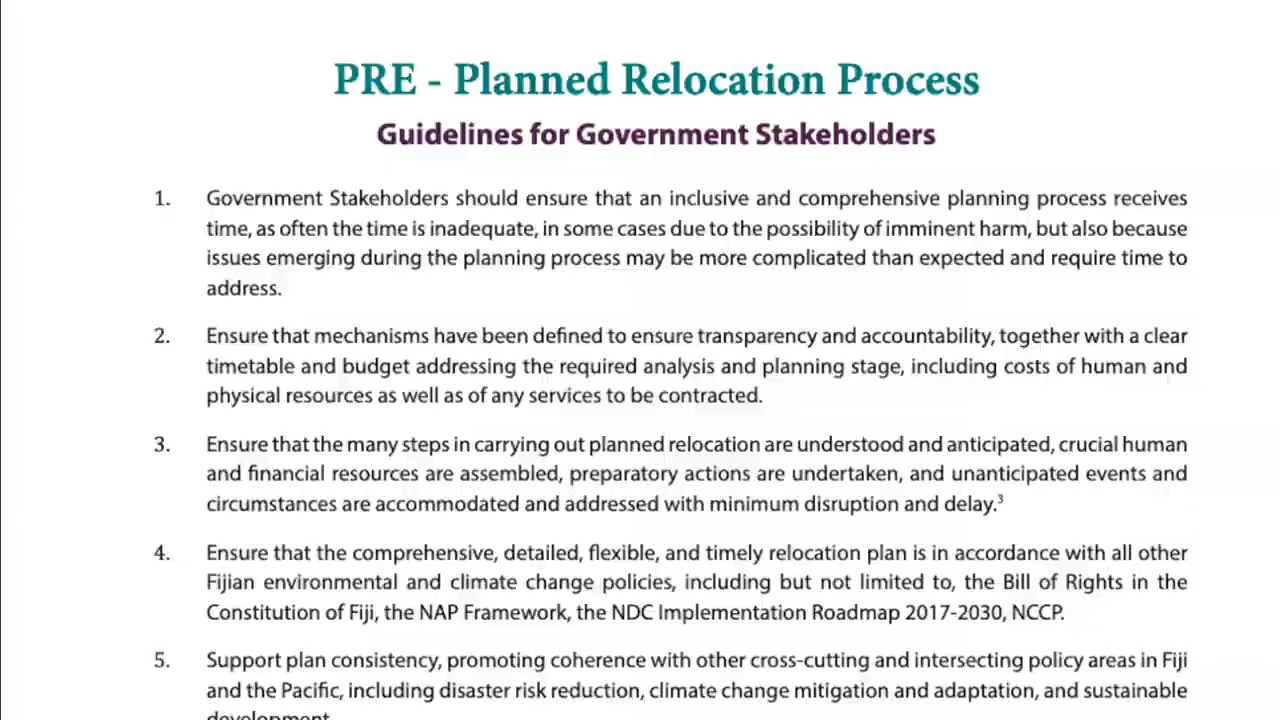 PRE - Planned Relocation Process
Guidelines for Government Stakeholders
1. Government Stakeholders should ensure that an inclusive and comprehensive planning process receives
time, as often the time is inadequate, in some cases due to the possibility of imminent harm, but also because
issues emerging during the planning process may be more complicated than expected and require time to
address.
2. Ensure that mechanisms have been defined to ensure transparency and accountability, together with a clear
timetable and budget addressing the required analysis and planning stage, including costs of human and
physical resources as well as of any services to be contracted.
3. Ensure that the many steps in carrying out planned relocation are understood and anticipated, crucial human
and financial resources are assembled, preparatory actions are undertaken, and unanticipated events and
circumstances are accommodated and addressed with minimum disruption and delay.³
4. Ensure that the comprehensive, detailed, flexible, and timely relocation plan is in accordance with all other
Fijian environmental and climate change policies, including but not limited to, the Bill of Rights in the
Constitution of Fiji, the NAP Framework, the NDC Implementation Roadmap 2017-2030, NCCP.
5. Support plan consistency, promoting coherence with other cross-cutting and intersecting policy areas in Fiji
and the Pacific, including disaster risk reduction, climate change mitigation and adaptation, and sustainable
development.